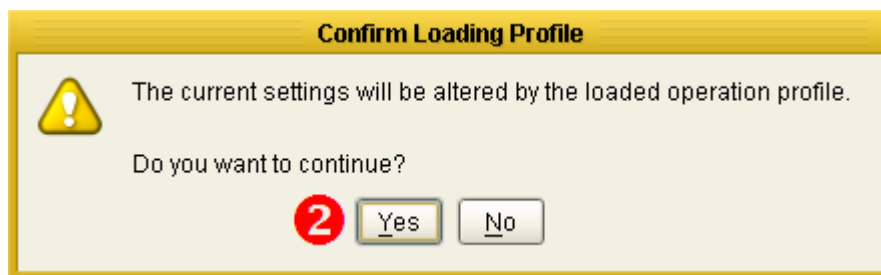 Confirm Loading Profile
The current settings will be altered by the loaded operation profile.
Do you want to continue?
2 Yes No